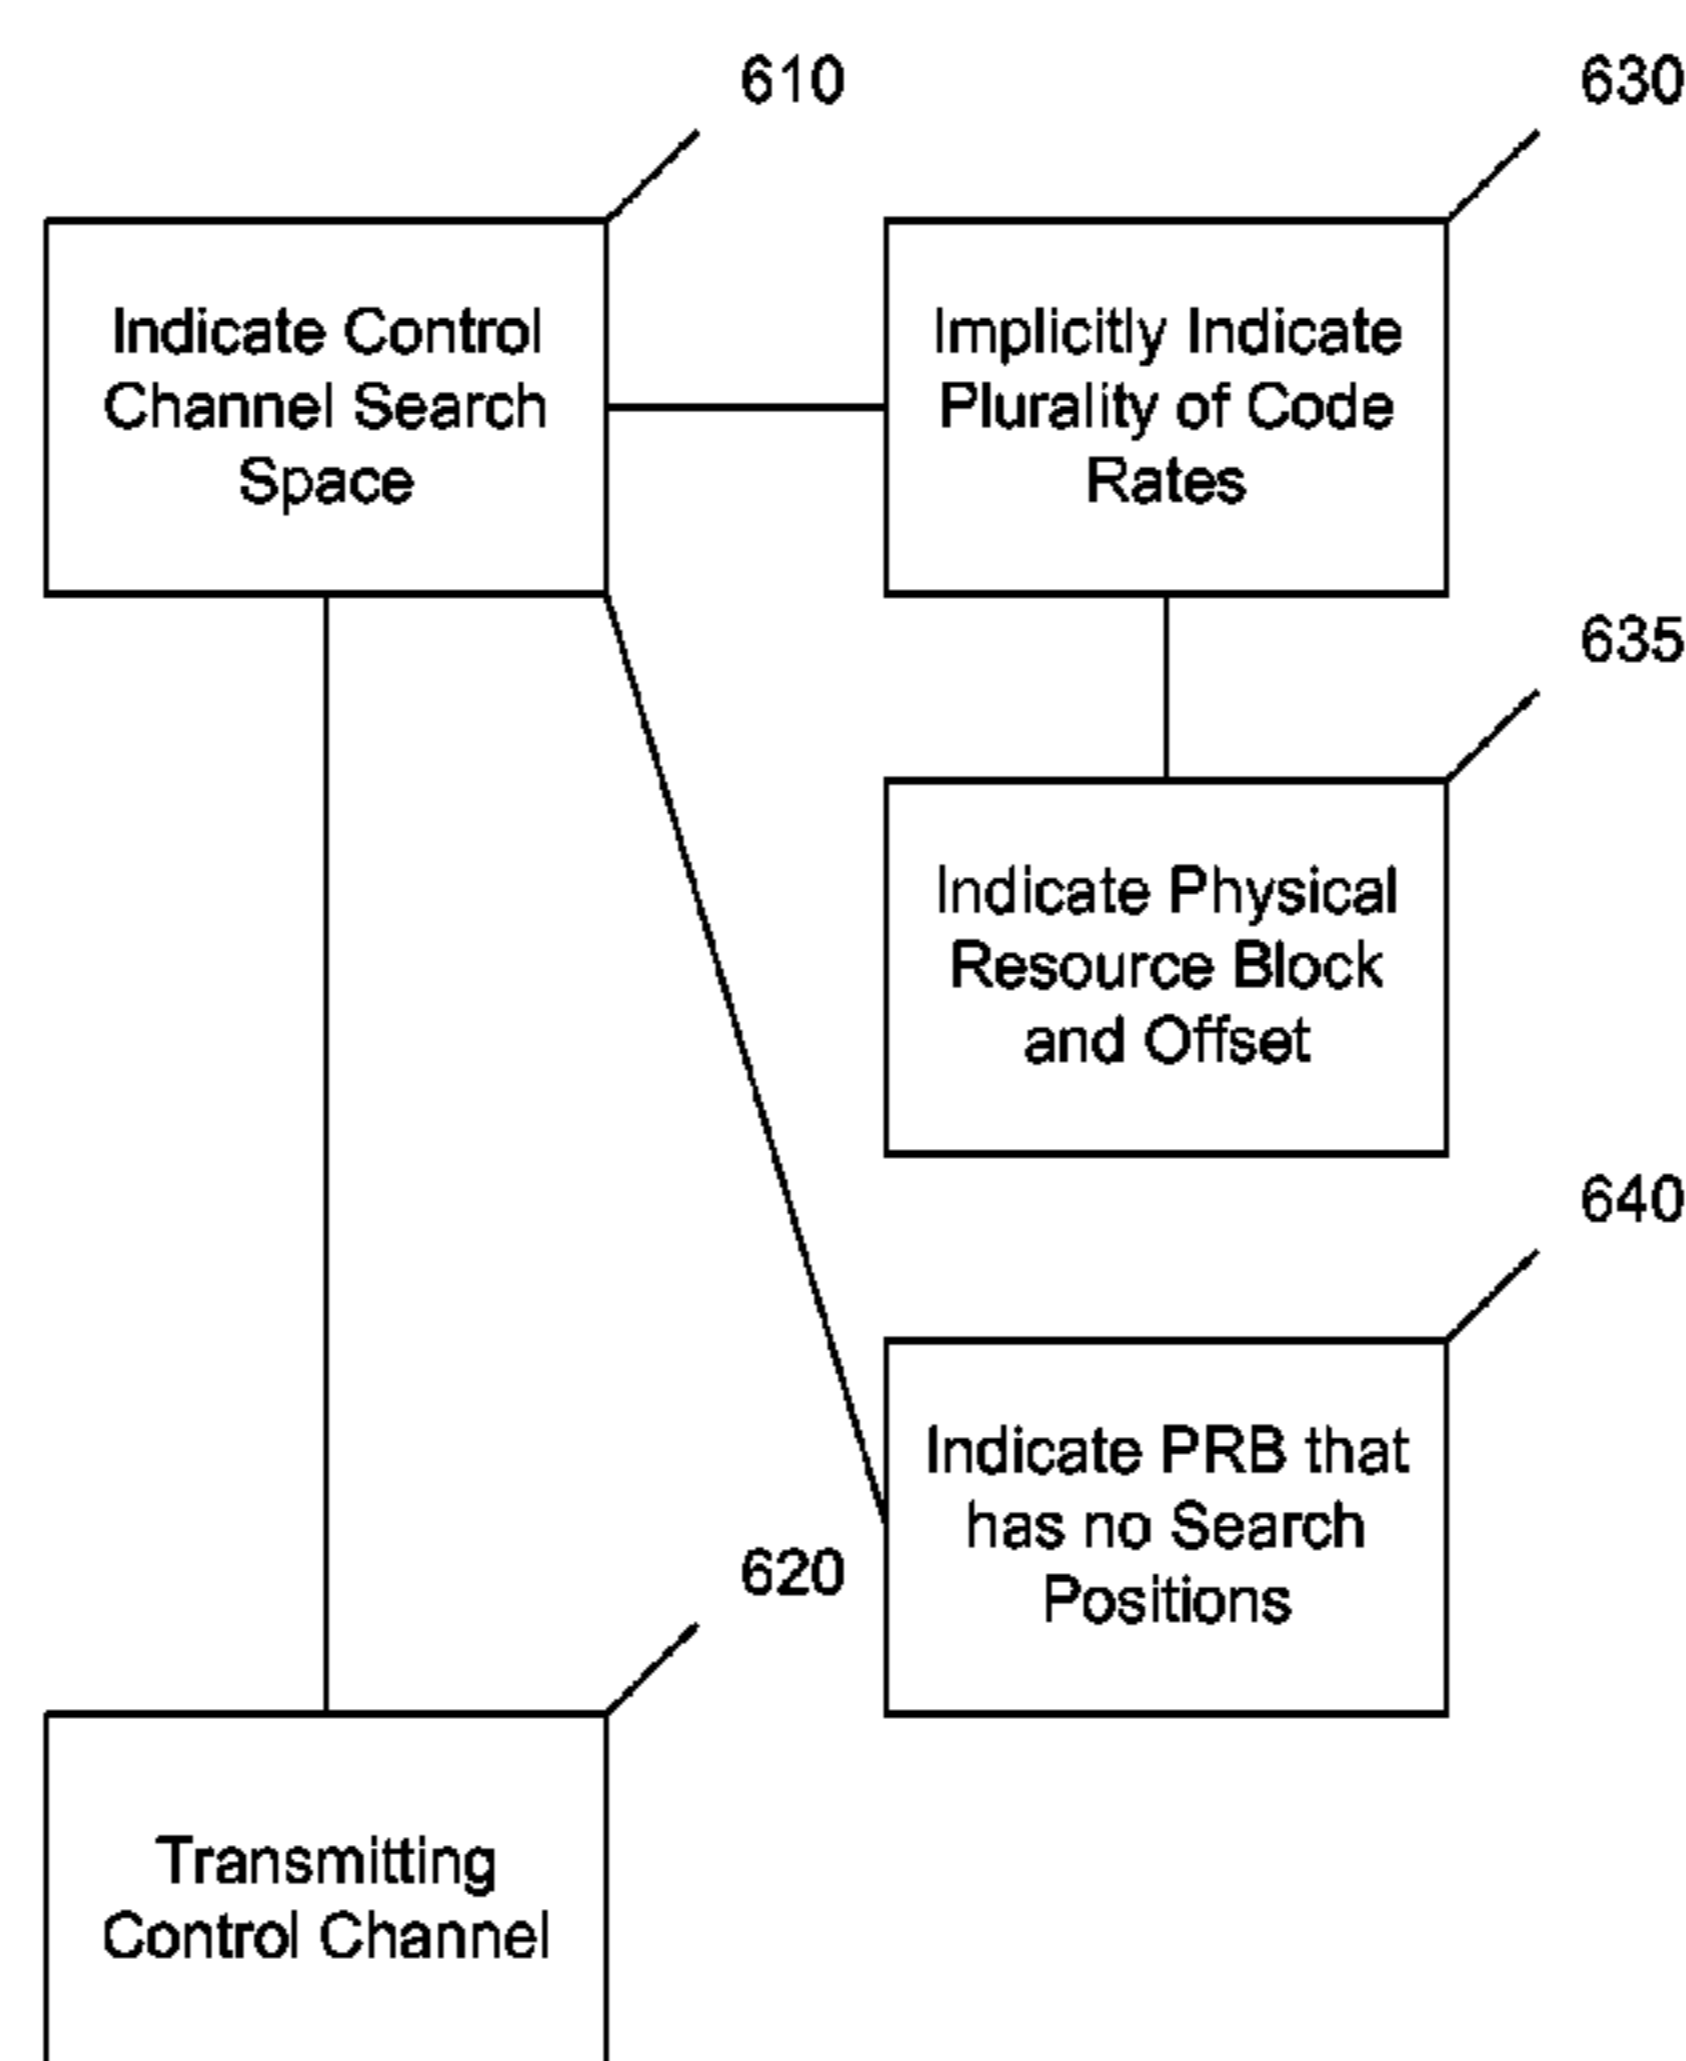 610
630
Indicate Control
Channel Search
Space
Implicitly Indicate
Plurality of Code
Rates
635
Indicate Physical
Resource Block
and Offset
640
Indicate PRB that
has no Search
Positions
620
Transmitting
Control Channel